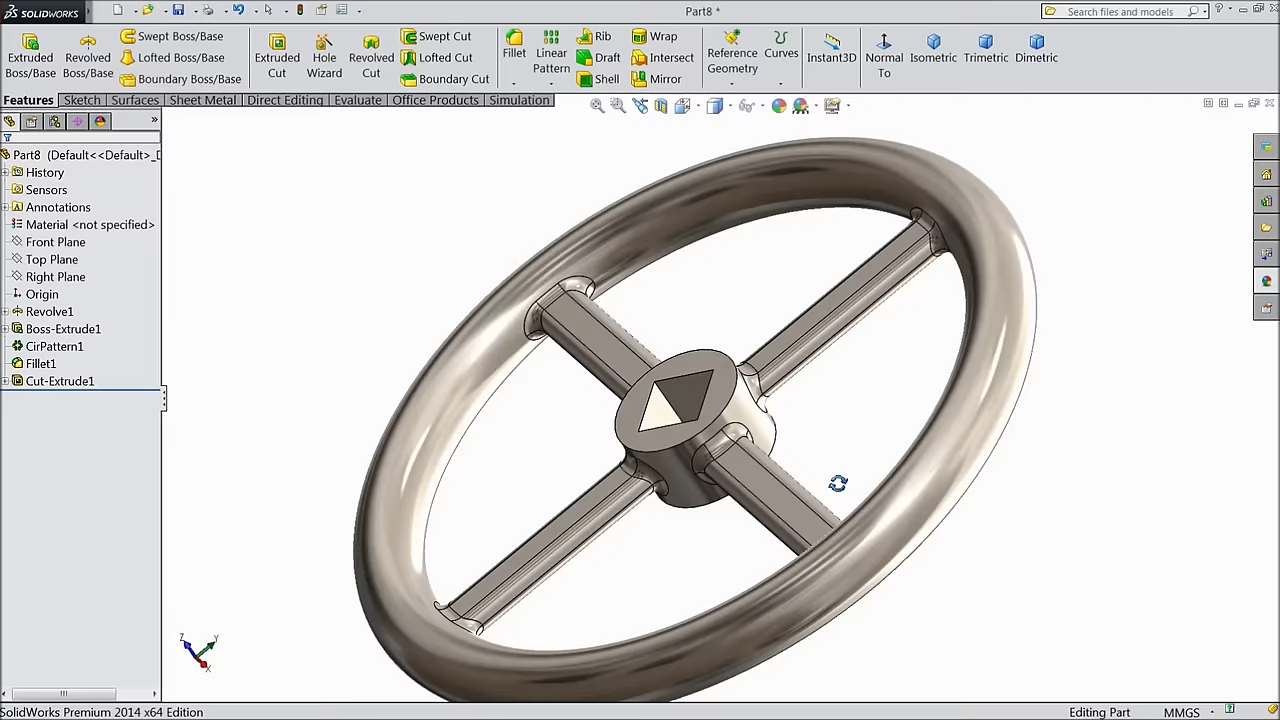 SOLIDWORKS
Part8 *
Search files and models
Extruded Boss/Base
Revolved Boss/Base
Swept Boss/Base
Lofted Boss/Base
Boundary Boss/Base
Extruded Cut
Hole Wizard
Revolved Cut
Swept Cut
Lofted Cut
Boundary Cut
Fillet
Linear Pattern
Rib
Draft
Shell
Wrap
Intersect
Mirror
Reference Geometry
Curves
Instant3D
Normal To
Isometric
Trimetric
Dimetric
Features
Sketch
Surfaces
Sheet Metal
Direct Editing
Evaluate
Office Products
Simulation
Part8 (Default<<Default>_D
History
Sensors
Annotations
Material <not specified>
Front Plane
Top Plane
Right Plane
Origin
Revolve1
Boss-Extrude1
CirPattern1
Fillet1
Cut-Extrude1
Z
Y
X
SolidWorks Premium 2014 x64 Edition
Editing Part
MMGS